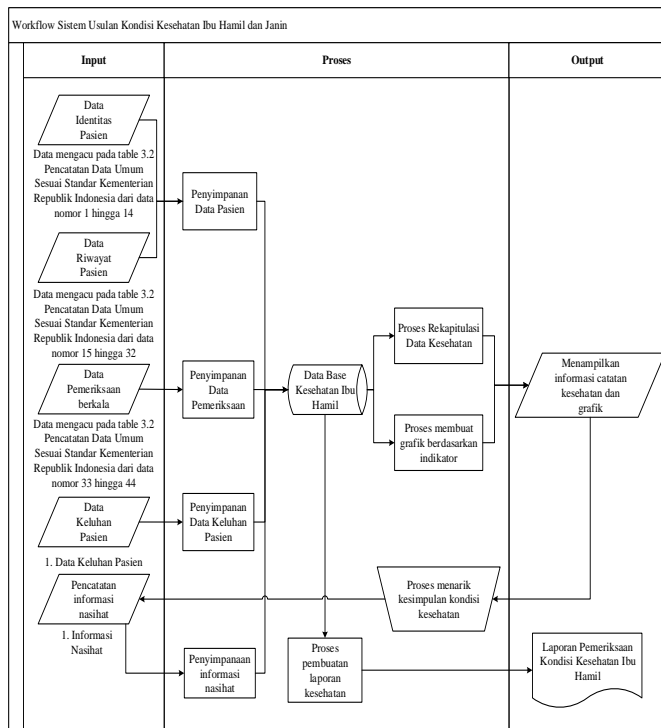 Workflow Sistem Usulan Kondisi Kesehatan Ibu Hamil dan Janin
Input
Proses
Output
Data
Identitas
Pasien
Data mengacu pada table 3.2
Pencatatan Data Umum
Sesuai Standar Kementerian
Republik Indonesia dari data
nomor 1 hingga 14
Penyimpanan
Data Pasien
Data
Riwayat
Pasien
Data mengacu pada table 3.2
Pencatatan Data Umum
Sesuai Standar Kementerian
Republik Indonesia dari data
nomor 15 hingga 32
Proses Rekapitulasi
Data Kesehatan
Data
Pemeriksaan
berkala
Penyimpanan
Data
Pemeriksaan
Data Base
Kesehatan Ibu
Hamil
Menampilkan
informasi catatan
kesehatan dan
grafik
Data mengacu pada table 3.2
Pencatatan Data Umum
Sesuai Standar Kementerian
Republik Indonesia dari data
nomor 33 hingga 44
Proses membuat
grafik berdasarkan
indikator
Data
Keluhan
Pasien
Penyimpanan
Data Keluhan
Pasien
1. Data Keluhan Pasien
Pencatatan
informasi
nasihat
Proses menarik
kesimpulan kondisi
kesehatan
1. Informasi
Nasihat
Penyimpanaan
informasi
nasihat
Proses
pembuatan
laporan
kesehatan
Laporan Pemeriksaan
Kondisi Kesehatan Ibu
Hamil